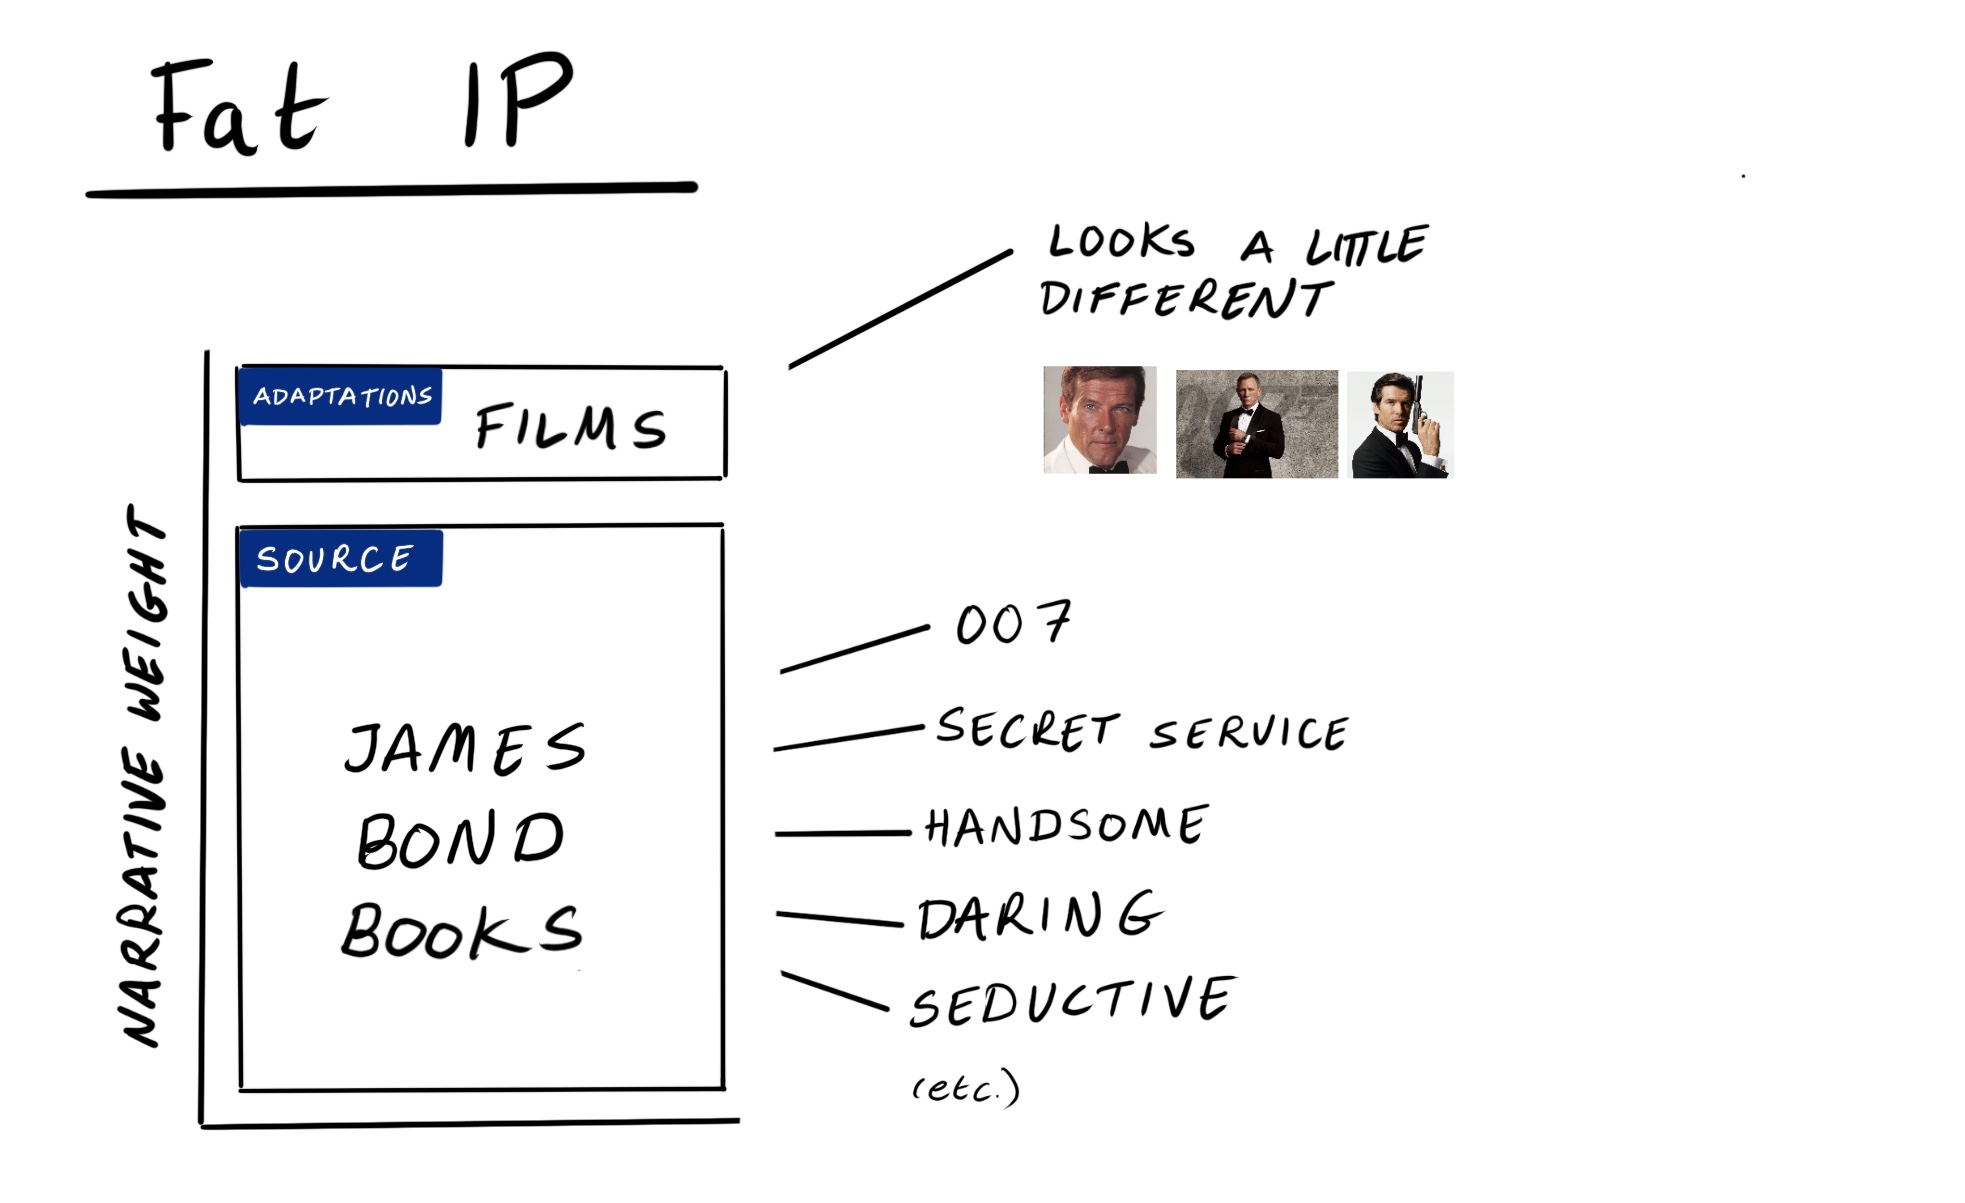 Fat IP
LOOKS A LITTLE
DIFFERENT
ADAPTATIONS
FILMS
NARRATIVE WEIGHT
SOURCE
JAMES
BOND
BOOKS
007
SECRET SERVICE
HANDSOME
DARING
SEDUCTIVE
(etc.)